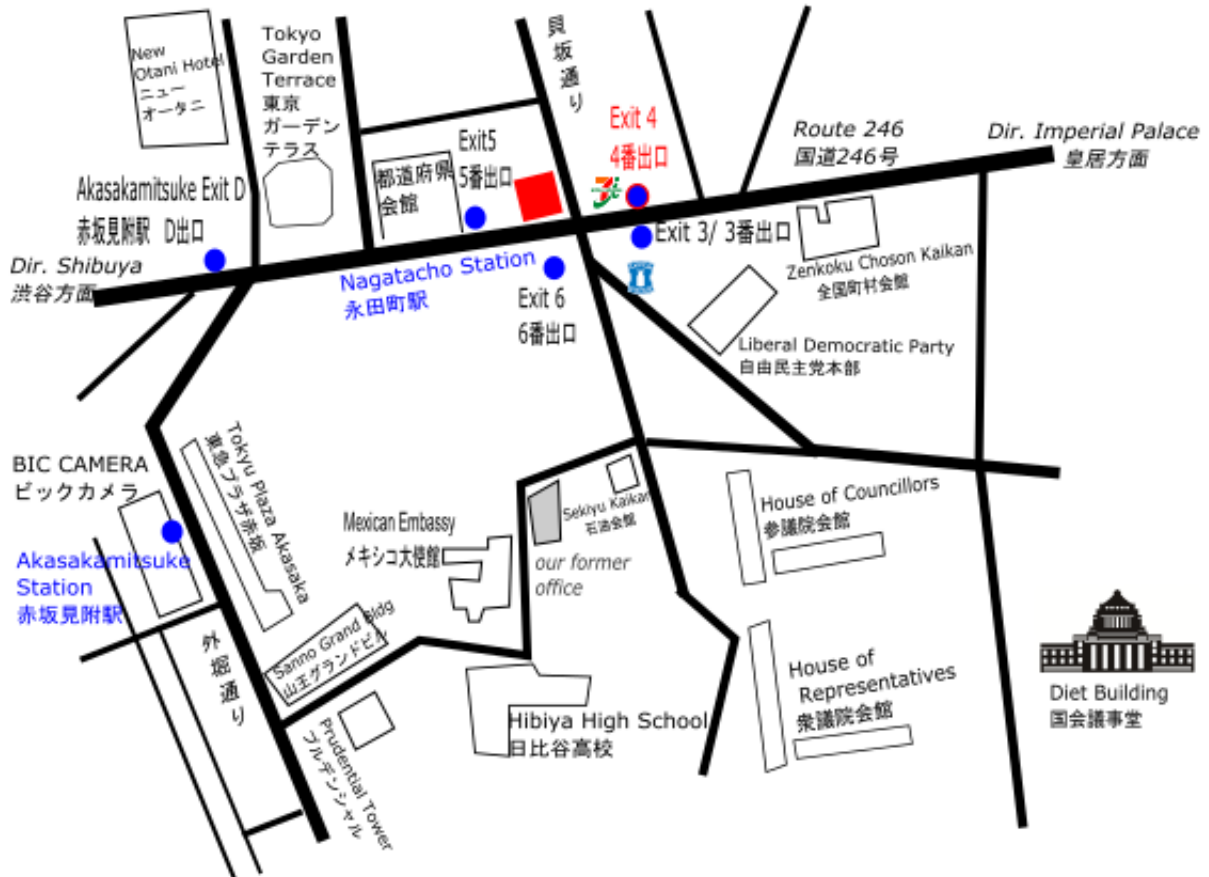 New
Otani Hotel
ニュー
オータニ
Tokyo
Garden
Terrace
東京
ガーデン
テラス
貝坂通り
Exit 4
4番出口
Route 246
国道246号
Dir. Imperial Palace
皇居方面
Exit5
5番出口
都道府県
会館
Akasakamitsuke Exit D
赤坂見附駅 D出口
Dir. Shibuya
渋谷方面
Nagatacho Station
永田町駅
Exit 6
6番出口
Exit 3/ 3番出口
Zenkoku Choson Kaikan
全国町村会館
Liberal Democratic Party
自由民主党本部
BIC CAMERA
ビックカメラ
Tokyu Plaza Akasaka
東急プラザ赤坂
Akasakamitsuke
Station
赤坂見附駅
Mexican Embassy
メキシコ大使館
Sekiyu Kaikan
石油会館
our former
office
House of Councillors
参議院会館
Sanno Grand Bldg
山王グランドビル
外堀通り
Prudential Tower
プルデンシャル
Hibiya High School
日比谷高校
House of
Representatives
衆議院会館
Diet Building
国会議事堂